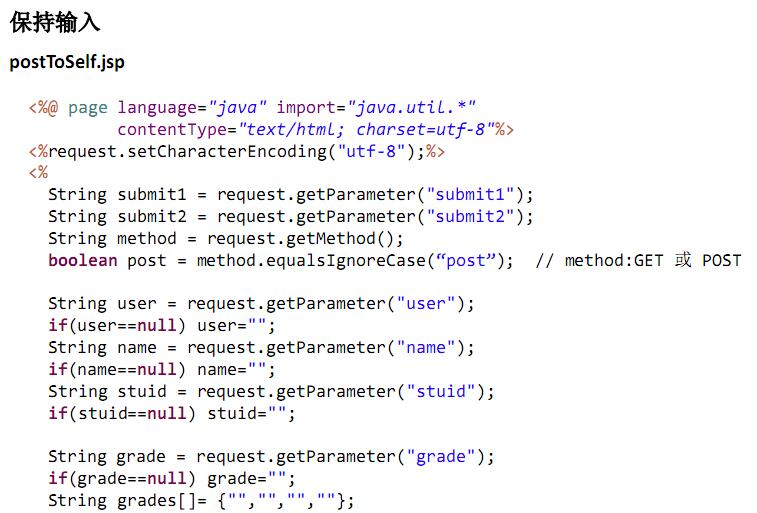 保持输入
postToSelf.jsp
<%@ page language="java" import="java.util.*"
contentType="text/html; charset=utf-8"%>
<%request.setCharacterEncoding("utf-8");%>
<%
String submit1 = request.getParameter("submit1");
String submit2 = request.getParameter("submit2");
String method = request.getMethod();
boolean post = method.equalsIgnoreCase(“post”);  // method:GET 或 POST
String user = request.getParameter("user");
if(user==null) user="";
String name = request.getParameter("name");
if(name==null) name="";
String stuid = request.getParameter("stuid");
if(stuid==null) stuid="";
String grade = request.getParameter("grade");
if(grade==null) grade="";
String grades[]= {"","","",""};